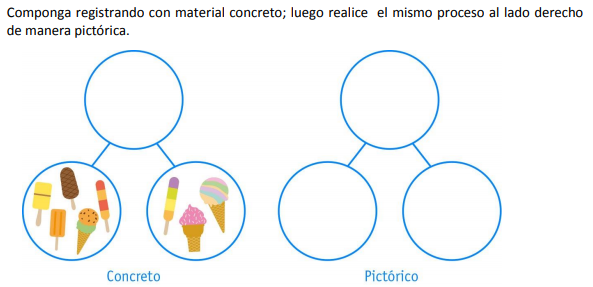 Componga registrando con material concreto; luego realice el mismo proceso al lado derecho
de manera pictórica.
Concreto
Pictórico